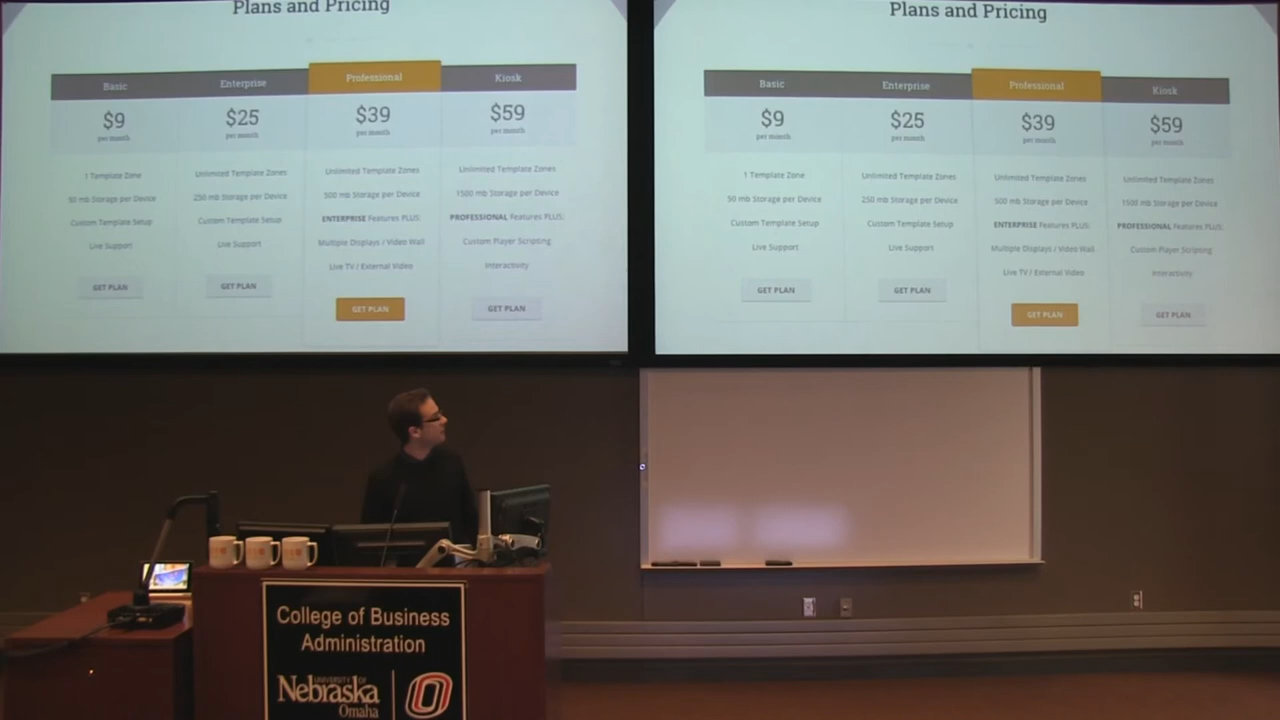 Plans and Pricing
Basic
Enterprise
Professional
Kiosk
$9
per month
$25
per month
$39
per month
$59
per month
1 Template Zone
50 mb Storage per Device
Custom Template Setup
Live Support
GET PLAN
Unlimited Template Zones
250 mb Storage per Device
Custom Template Setup
Live Support
GET PLAN
Unlimited Template Zones
500 mb Storage per Device
ENTERPRISE Features PLUS:
Multiple Displays / Video Wall
Live TV / External Video
GET PLAN
Unlimited Template Zones
1500 mb Storage per Device
PROFESSIONAL Features PLUS:
Custom Player Scripting
Interactivity
GET PLAN
Plans and Pricing
Basic
Enterprise
Professional
Kiosk
$9
per month
$25
per month
$39
per month
$59
per month
1 Template Zone
50 mb Storage per Device
Custom Template Setup
Live Support
GET PLAN
Unlimited Template Zones
250 mb Storage per Device
Custom Template Setup
Live Support
GET PLAN
Unlimited Template Zones
500 mb Storage per Device
ENTERPRISE Features PLUS:
Multiple Displays / Video Wall
Live TV / External Video
GET PLAN
Unlimited Template Zones
1500 mb Storage per Device
PROFESSIONAL Features PLUS:
Custom Player Scripting
Interactivity
GET PLAN
College of Business
Administration
UNIVERSITY OF
Nebraska
Omaha
O